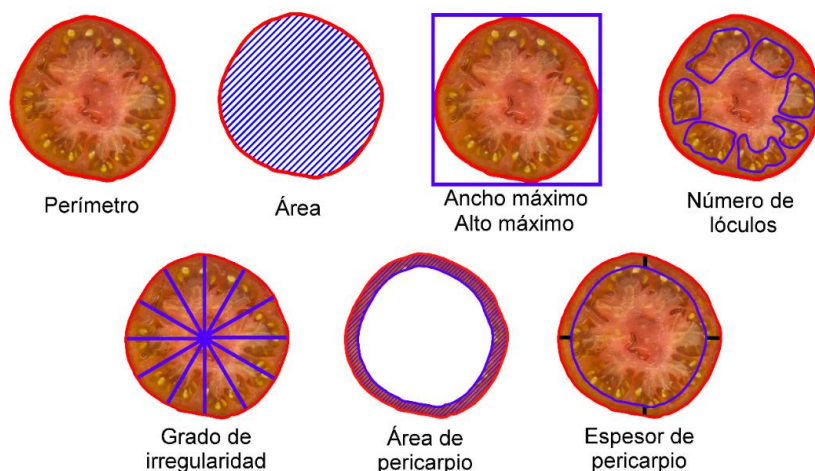 Perímetro
Área
Ancho máximo
Alto máximo
Número de
lóculos
Grado de
irregularidad
Área de
pericarpio
Espesor de
pericarpio